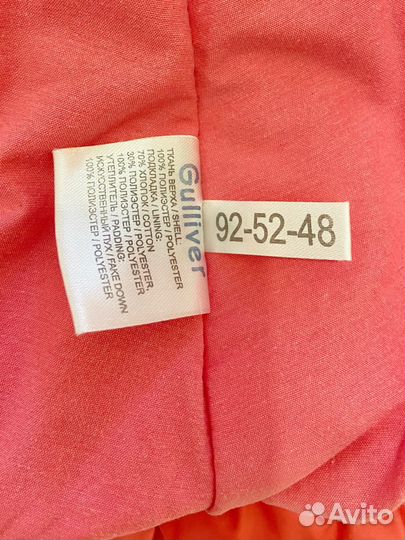 Gulliver
ТКАНЬ ВЕРХА / SHELL:
100% ПОЛИЭСТЕР / POLYESTER
ПОДКЛАДКА / LINING:
70% ХЛОПОК / COTTON
30% ПОЛИЭСТЕР / POLYESTER,
100% ПОЛИЭСТЕР / POLYESTER
УТЕПЛИТЕЛЬ / PADDING:
ИСКУССТВЕННЫЙ ПУХ / FAKE DOWN
100% ПОЛИЭСТЕР / POLYESTER
92-52-48
Avito